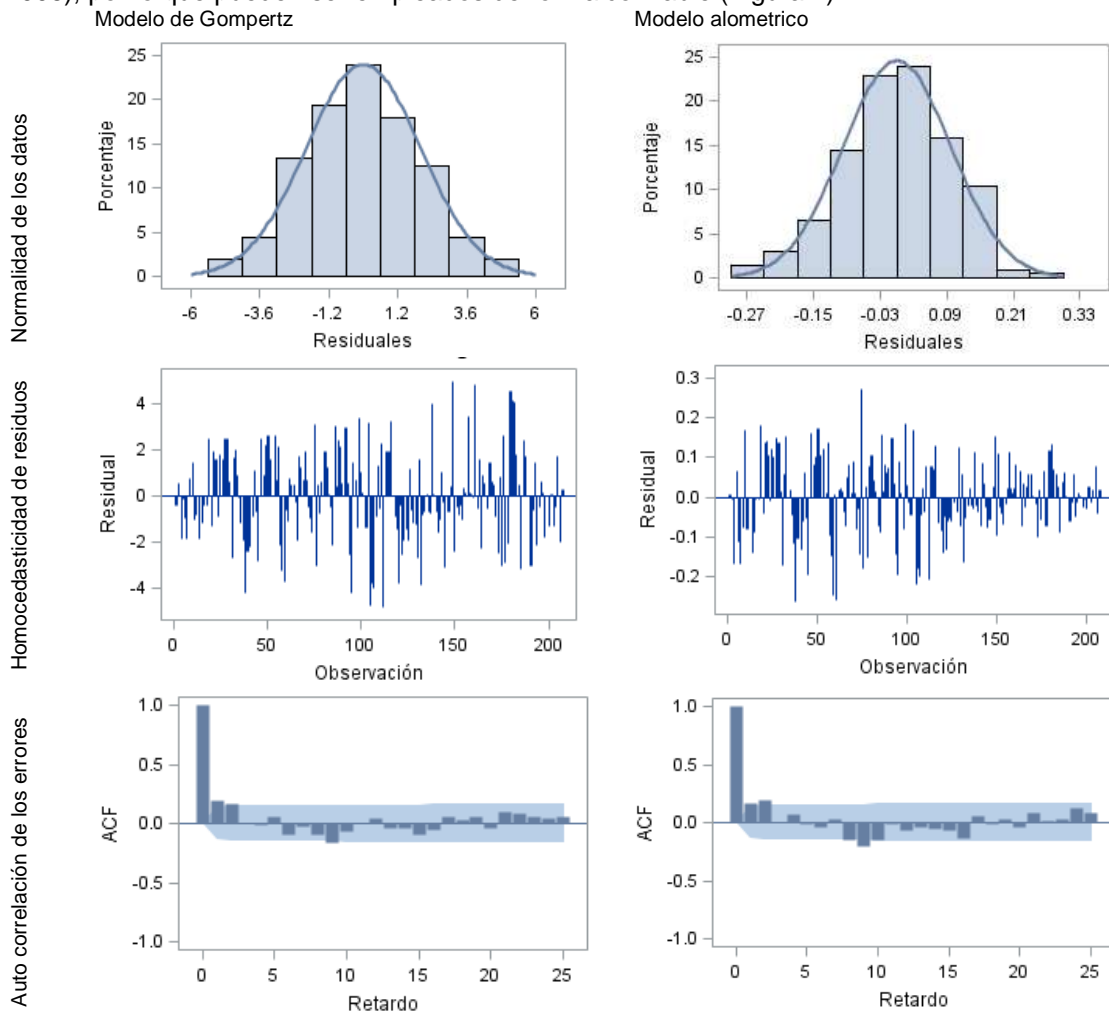 Modelo de Gompertz
Modelo alometrico
Normalidad de los datos
25
20
15
10
5
0
Porcentaje
-6 -3.6 -1.2 1.2 3.6 6
Residuales
25
20
15
10
5
0
Porcentaje
-0.27 -0.15 -0.03 0.09 0.21 0.33
Residuales
Homocedasticidad de residuos
4
2
0
-2
-4
Residual
0 50 100 150 200
Observación
0.3
0.2
0.1
0.0
-0.1
-0.2
Residual
0 50 100 150 200
Observación
Auto correlación de los errores
1.0
0.5
0.0
-0.5
-1.0
ACF
0 5 10 15 20 25
Retardo
1.0
0.5
0.0
-0.5
-1.0
ACF
0 5 10 15 20 25
Retardo